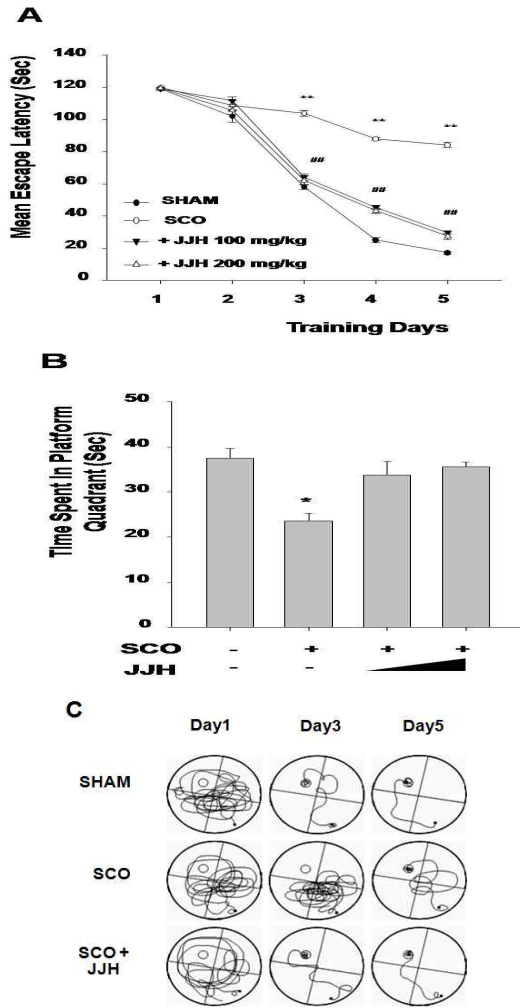 A
Mean Escape Latency (Sec)
140
120
100
80
60
40
20
0
**
**
**
##
##
##
SHAM
SCO
+ JJH 100 mg/kg
+ JJH 200 mg/kg
1 2 3 4 5
Training Days
B
Time Spent In Platform
Quadrant (Sec)
50
40
30
20
10
0
*
SCO - + + +
JJH - -
C
Day1 Day3 Day5
SHAM
SCO
SCO +
JJH